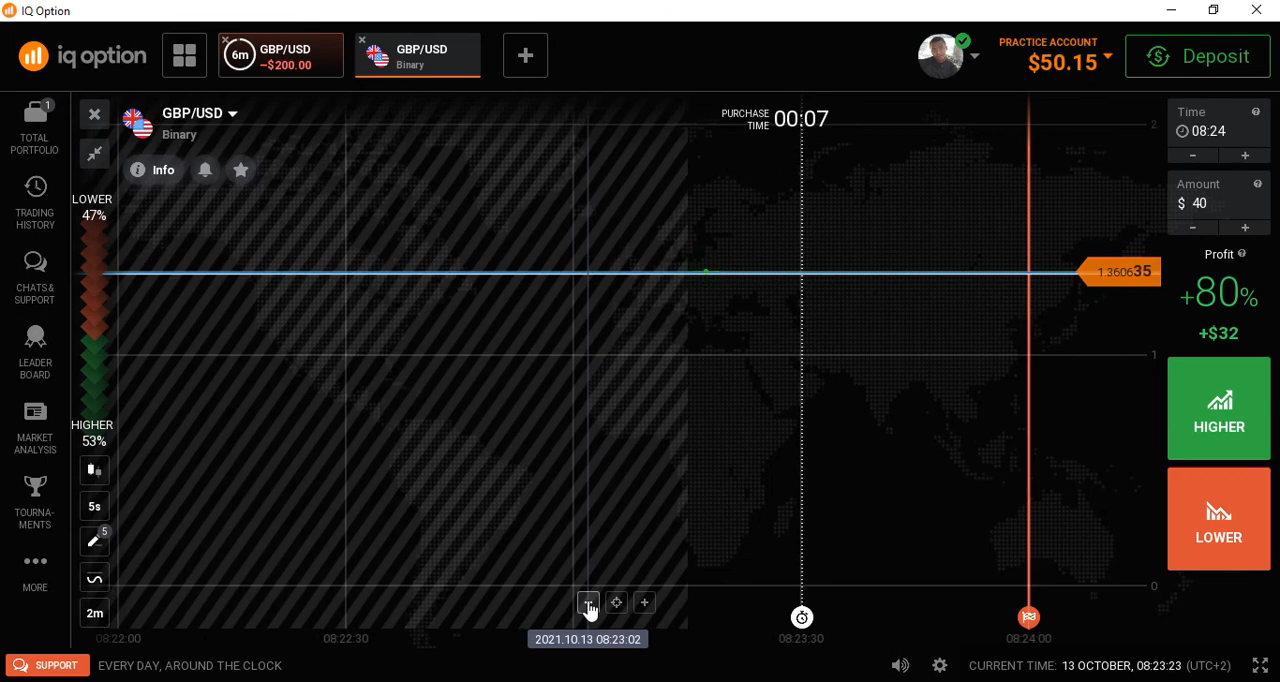 IQ Option
iq option
6m
GBP/USD
−$200.00
GBP/USD
Binary
PRACTICE ACCOUNT
$50.15
Deposit
1
TOTAL
PORTFOLIO
TRADING
HISTORY
CHATS &
SUPPORT
LEADER
BOARD
MARKET
ANALYSIS
TOURNA-
MENTS
MORE
GBP/USD
Binary
Info
LOWER
47%
HIGHER
53%
5s
5
2m
PURCHASE
TIME
00:07
2
1.360635
1
0
Time
08:24
-
+
Amount
$ 40
-
+
Profit
+80%
+$32
HIGHER
LOWER
08:22:00
08:22:30
2021.10.13 08:23:02
08:23:30
08:24:00
SUPPORT
EVERY DAY, AROUND THE CLOCK
CURRENT TIME: 13 OCTOBER, 08:23:23 (UTC+2)